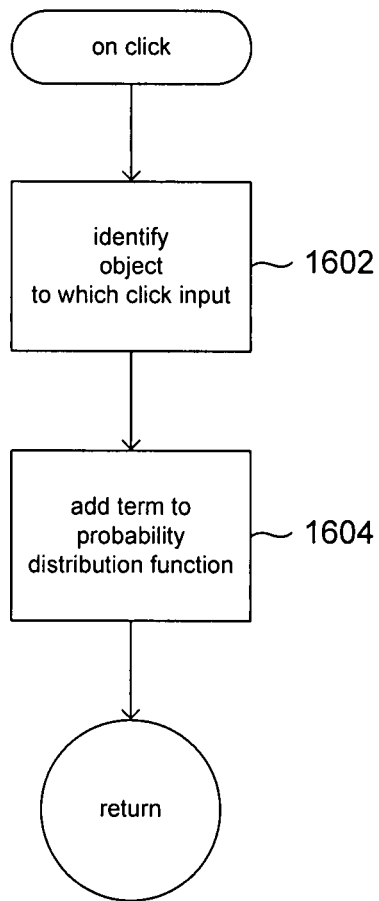 on click
identify
object
to which click input
1602
add term to
probability
distribution function
1604
return